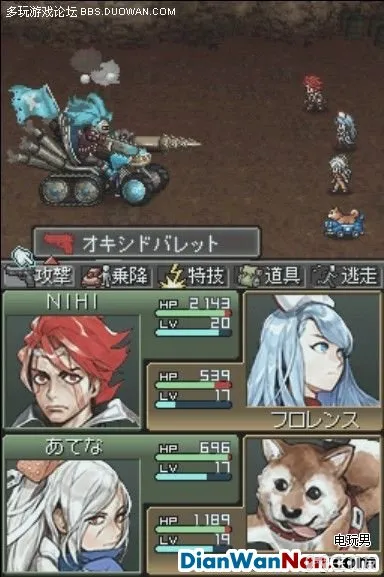 多玩游戏论坛 BBS.DUOWAN.COM
オキシドバレット
攻撃 乗降 特技 道具 逃走
NIHI
HP 2143
LV 20
HP 539
LV 17
フロレンス
あてな
HP 696
LV 17
HP 1189
LV 19
电玩男
DianWanNan.com